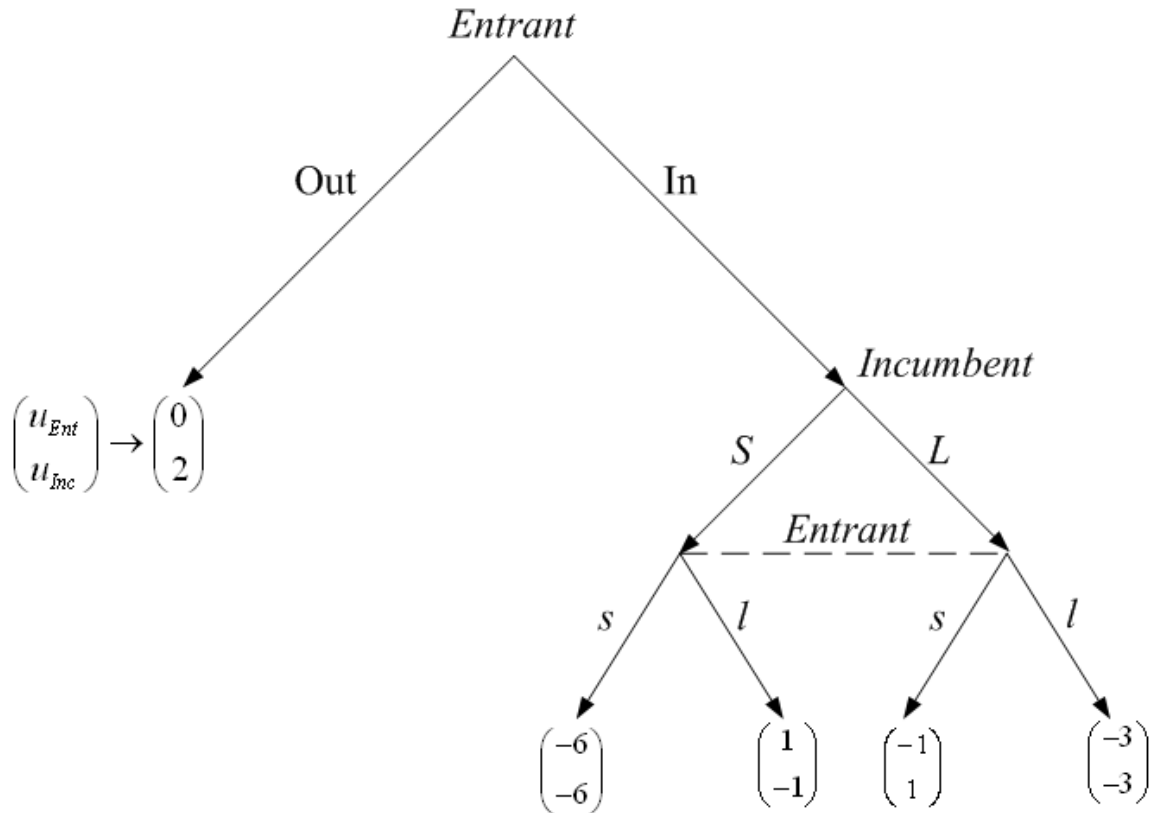 Entrant
Out
In
Incumbent
(u_Ent u_Inc) → (0 2)
S
L
Entrant
s
l
s
l
(-6 -6)
(1 -1)
(-1 1)
(-3 -3)